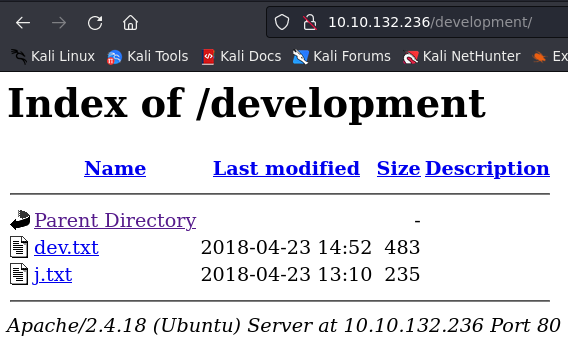 10.10.132.236/development/
Kali Linux Kali Tools Kali Docs Kali Forums Kali NetHunter Ex
Index of /development
Name Last modified Size Description
Parent Directory -
dev.txt 2018-04-23 14:52 483
j.txt 2018-04-23 13:10 235
Apache/2.4.18 (Ubuntu) Server at 10.10.132.236 Port 80